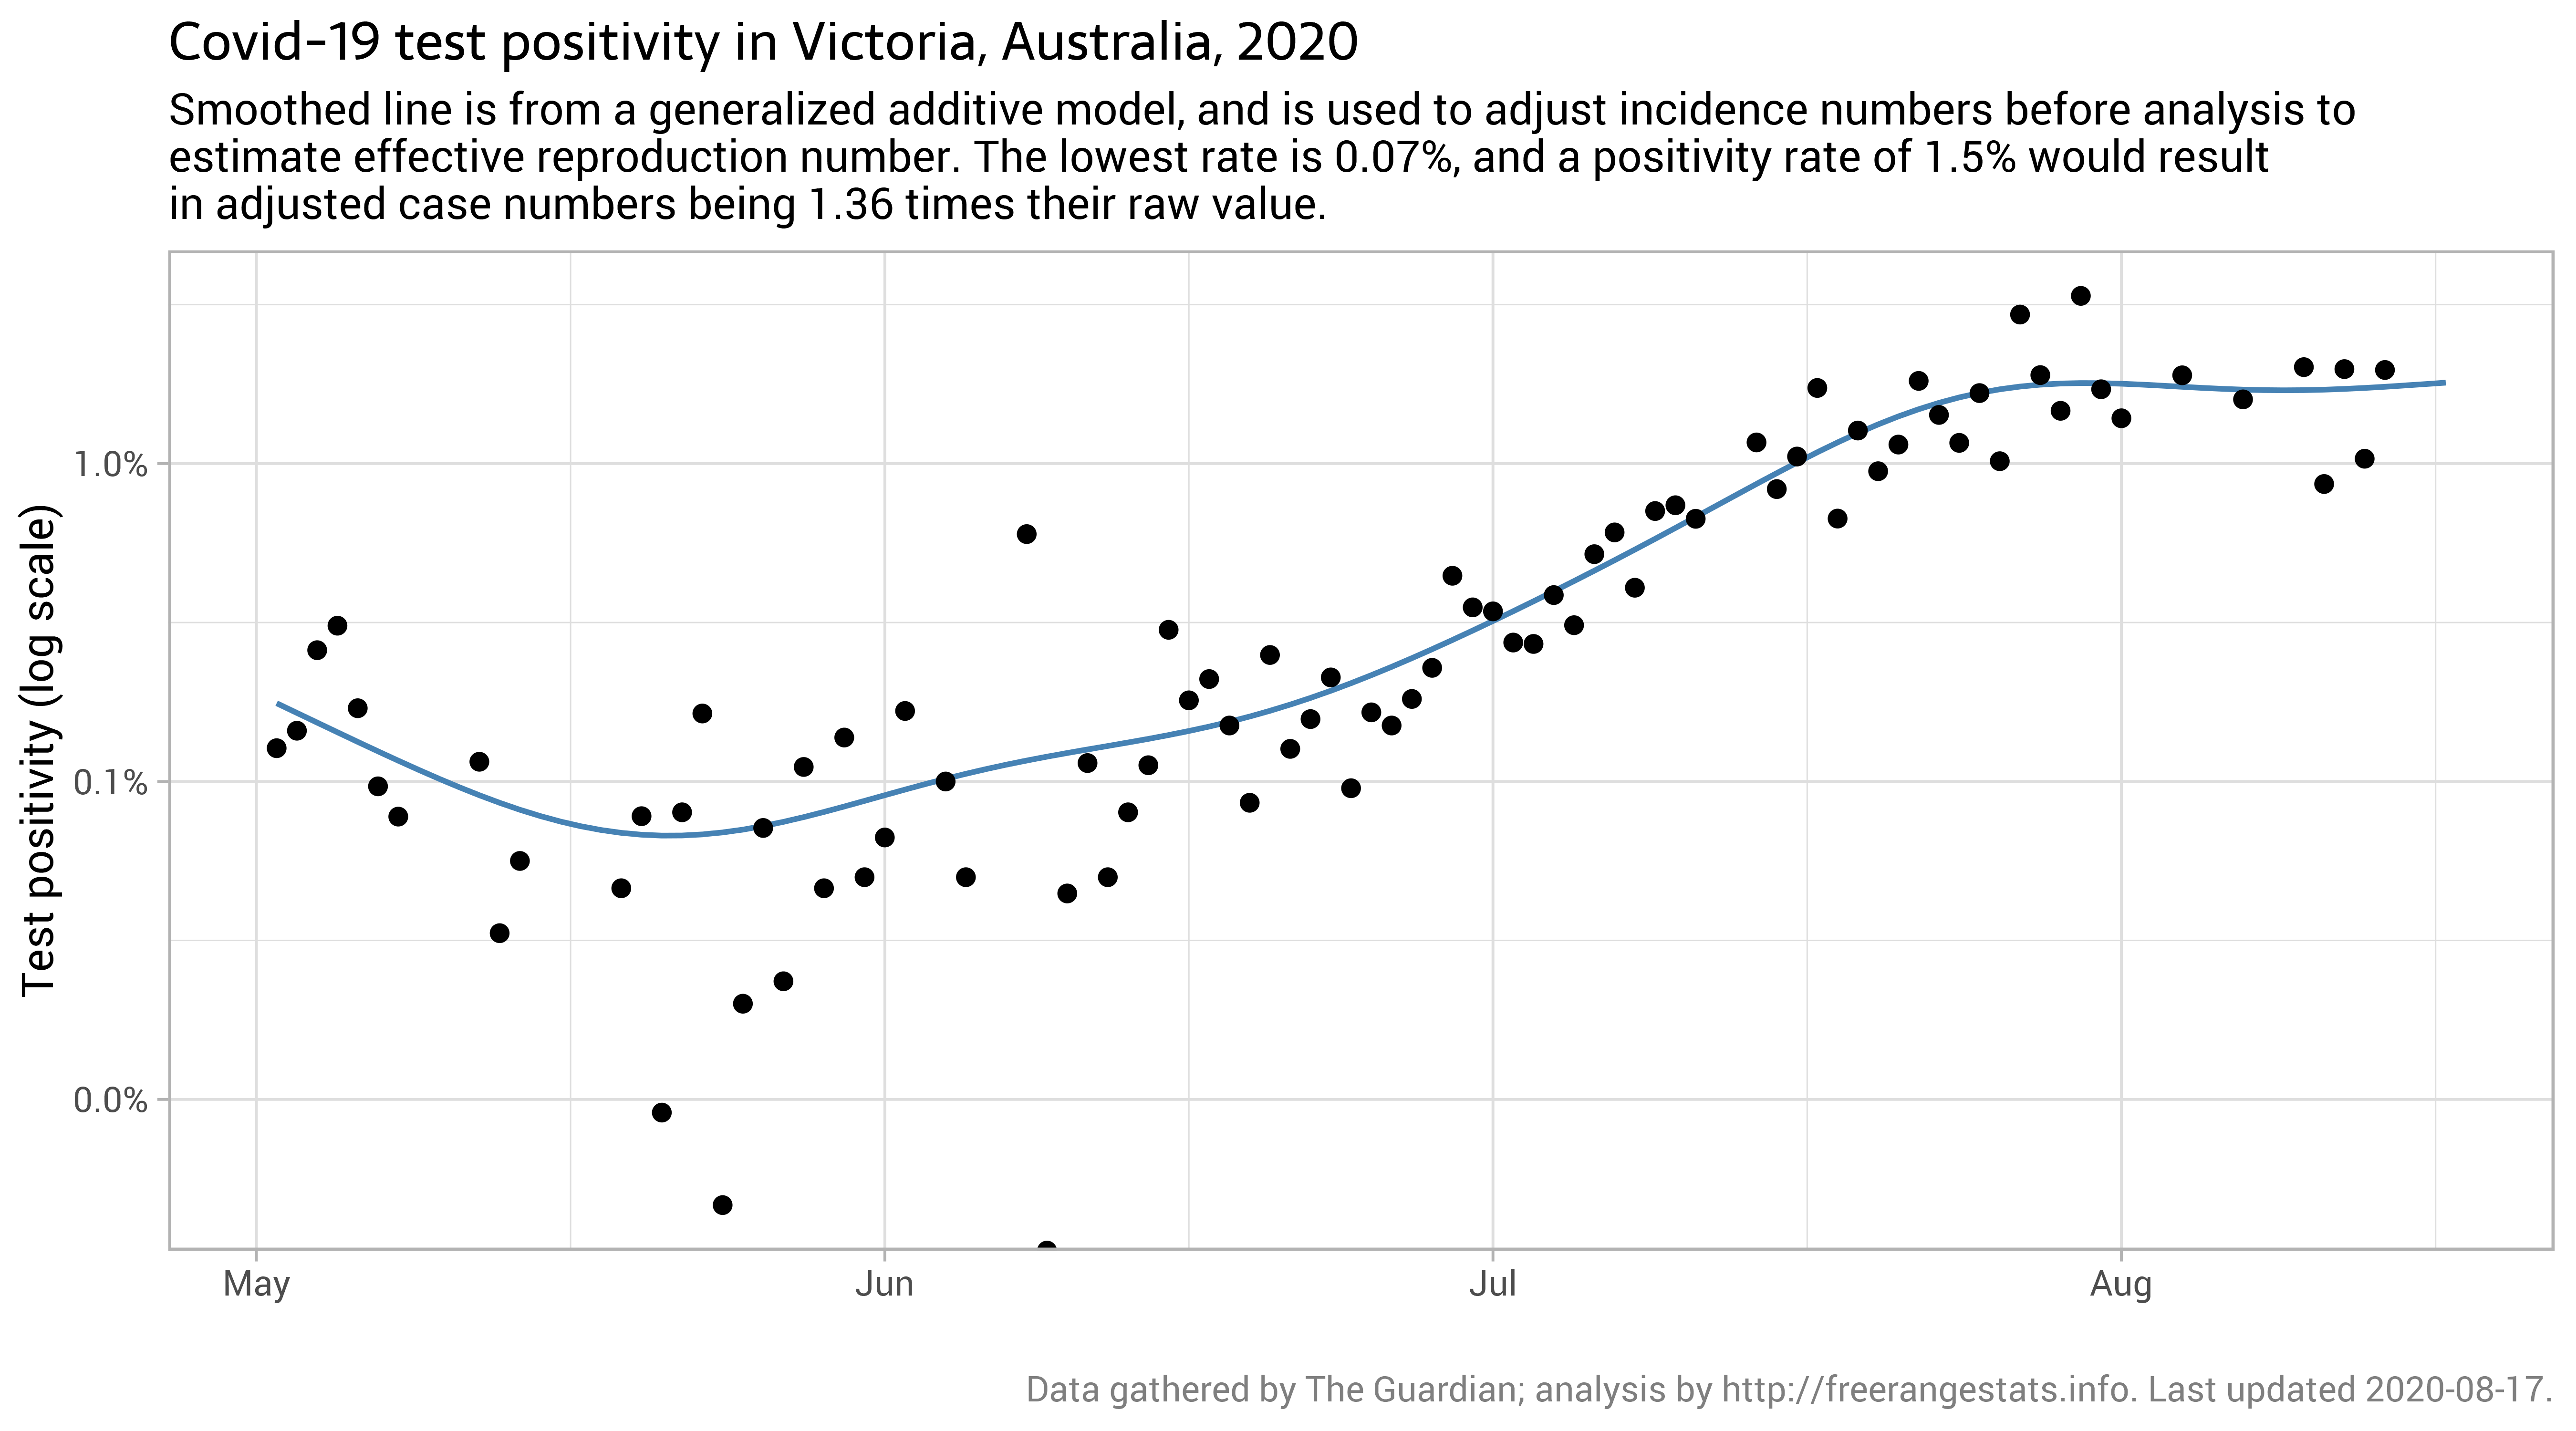 Covid-19 test positivity in Victoria, Australia, 2020
Smoothed line is from a generalized additive model, and is used to adjust incidence numbers before analysis to
estimate effective reproduction number. The lowest rate is 0.07%, and a positivity rate of 1.5% would result
in adjusted case numbers being 1.36 times their raw value.
Test positivity (log scale)
1.0%
0.1%
0.0%
May
Jun
Jul
Aug
Data gathered by The Guardian; analysis by http://freerangestats.info. Last updated 2020-08-17.